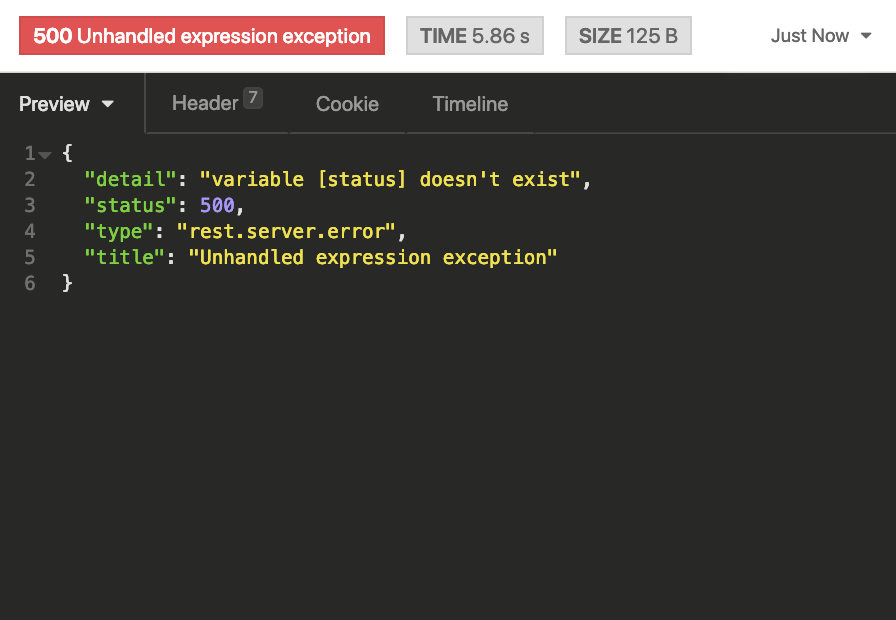 500 Unhandled expression exception TIME 5.86 s SIZE 125 B Just Now
Preview Header 7 Cookie Timeline
1 {
2 "detail": "variable [status] doesn't exist",
3 "status": 500,
4 "type": "rest.server.error",
5 "title": "Unhandled expression exception"
6 }